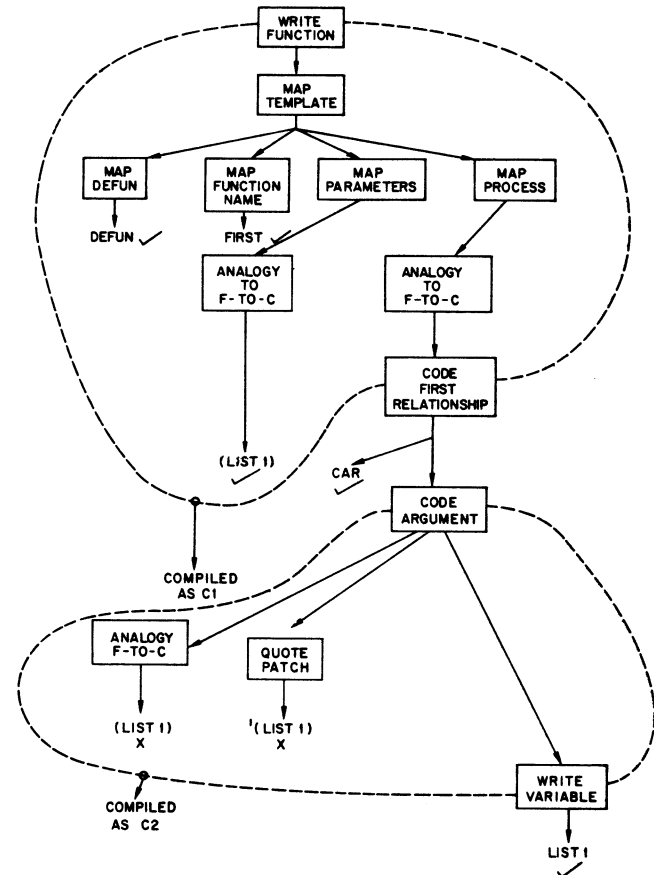 WRITE
FUNCTION
MAP
TEMPLATE
MAP
DEFUN
MAP
FUNCTION
NAME
MAP
PARAMETERS
MAP
PROCESS
DEFUN
FIRST
ANALOGY
TO
F-TO-C
ANALOGY
TO
F-TO-C
CODE
FIRST
RELATIONSHIP
(LIST 1)
CAR
CODE
ARGUMENT
COMPILED
AS C1
ANALOGY
F-TO-C
QUOTE
PATCH
(LIST 1)
X
'(LIST 1)
X
WRITE
VARIABLE
COMPILED
AS C2
LIST 1